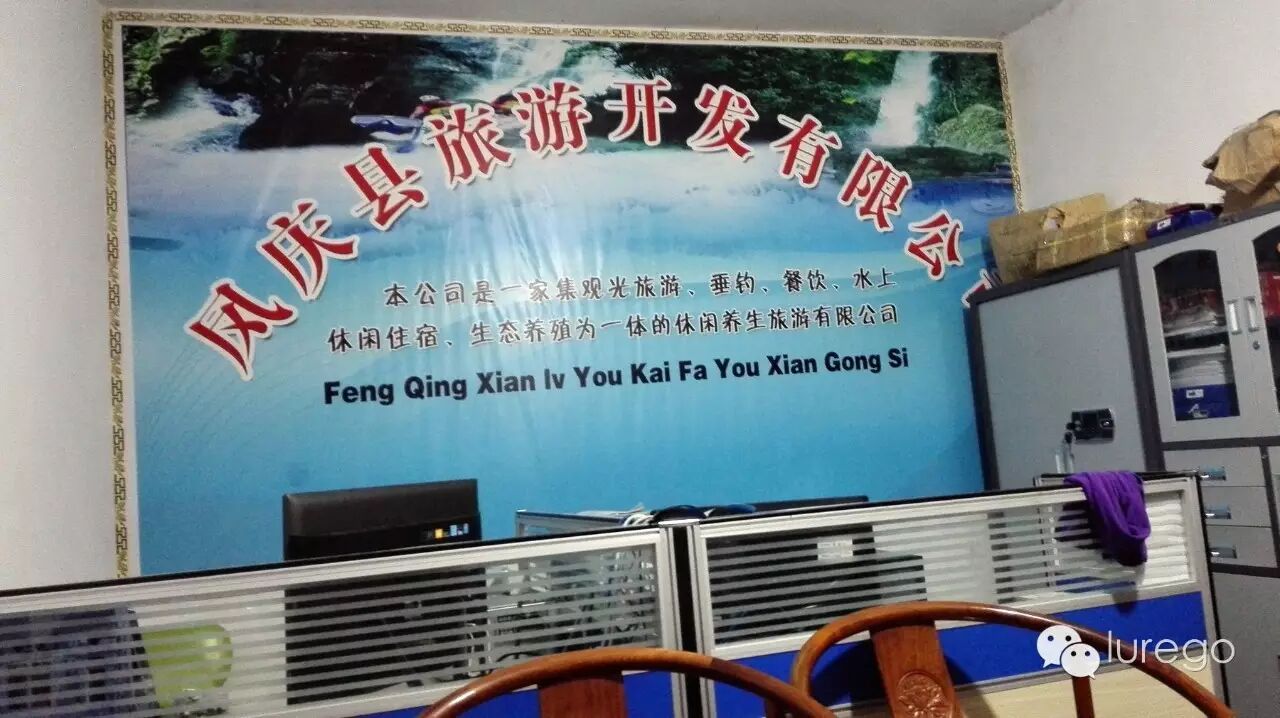 凤庆县旅游开发有限公
本公司是一家集观光旅游、垂钓、餐饮、水上
休闲住宿、生态养殖为一体的休闲养生旅游有限公司
Feng Qing Xian lv You Kai Fa You Xian Gong Si
lurego